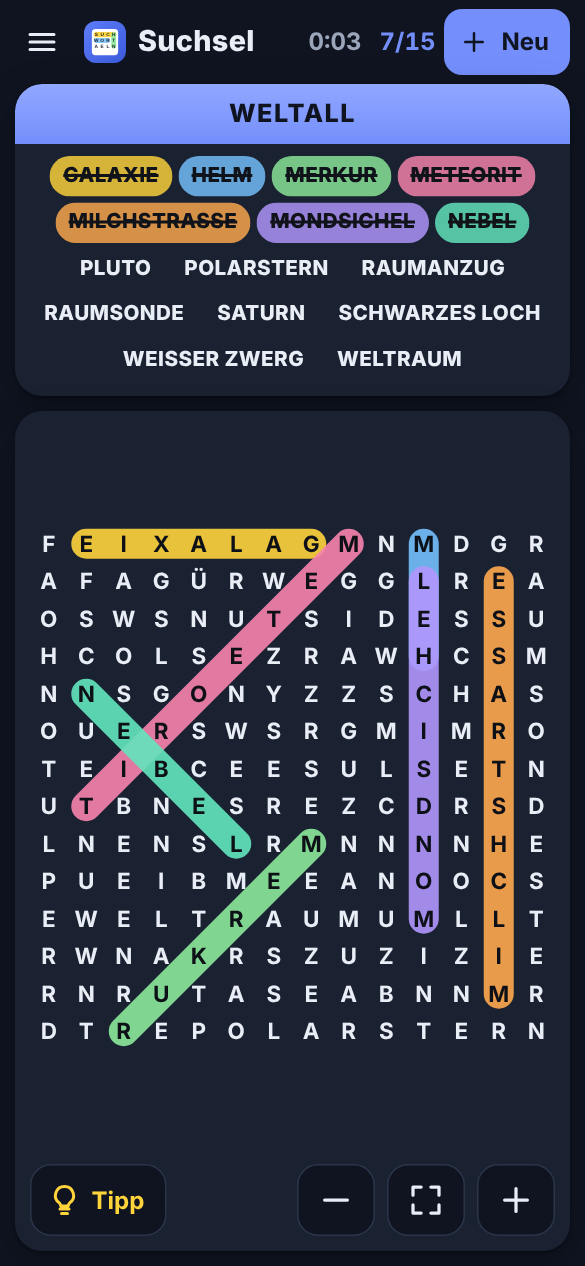 Suchsel 0:03 7/15 + Neu
WELTALL
GALAXIE HELM MERKUR METEORIT
MILCHSTRASSE MONDSICHEL NEBEL
PLUTO POLARSTERN RAUMANZUG
RAUMSONDE SATURN SCHWARZES LOCH
WEISSER ZWERG WELTRAUM
F E I X A L A G M N M D G R
A F A G Ü R W E G G L R E A
O S W S N U T S I D E S S U
H C O L S E Z R A W H C S M
N N S G O N Y Z Z S C H A S
O U E R S W S R G M I M R O
T E I B C E E S U L S E T N
U T B N E S R E Z C D R S D
L N E N S L R M N N N N H E
P U E I B M E E A N O O C S
E W E L T R A U M U M L L T
R W N A K R S Z U Z I Z I E
R N R U T A S E A B N N M R
D T R E P O L A R S T E R N
Tipp